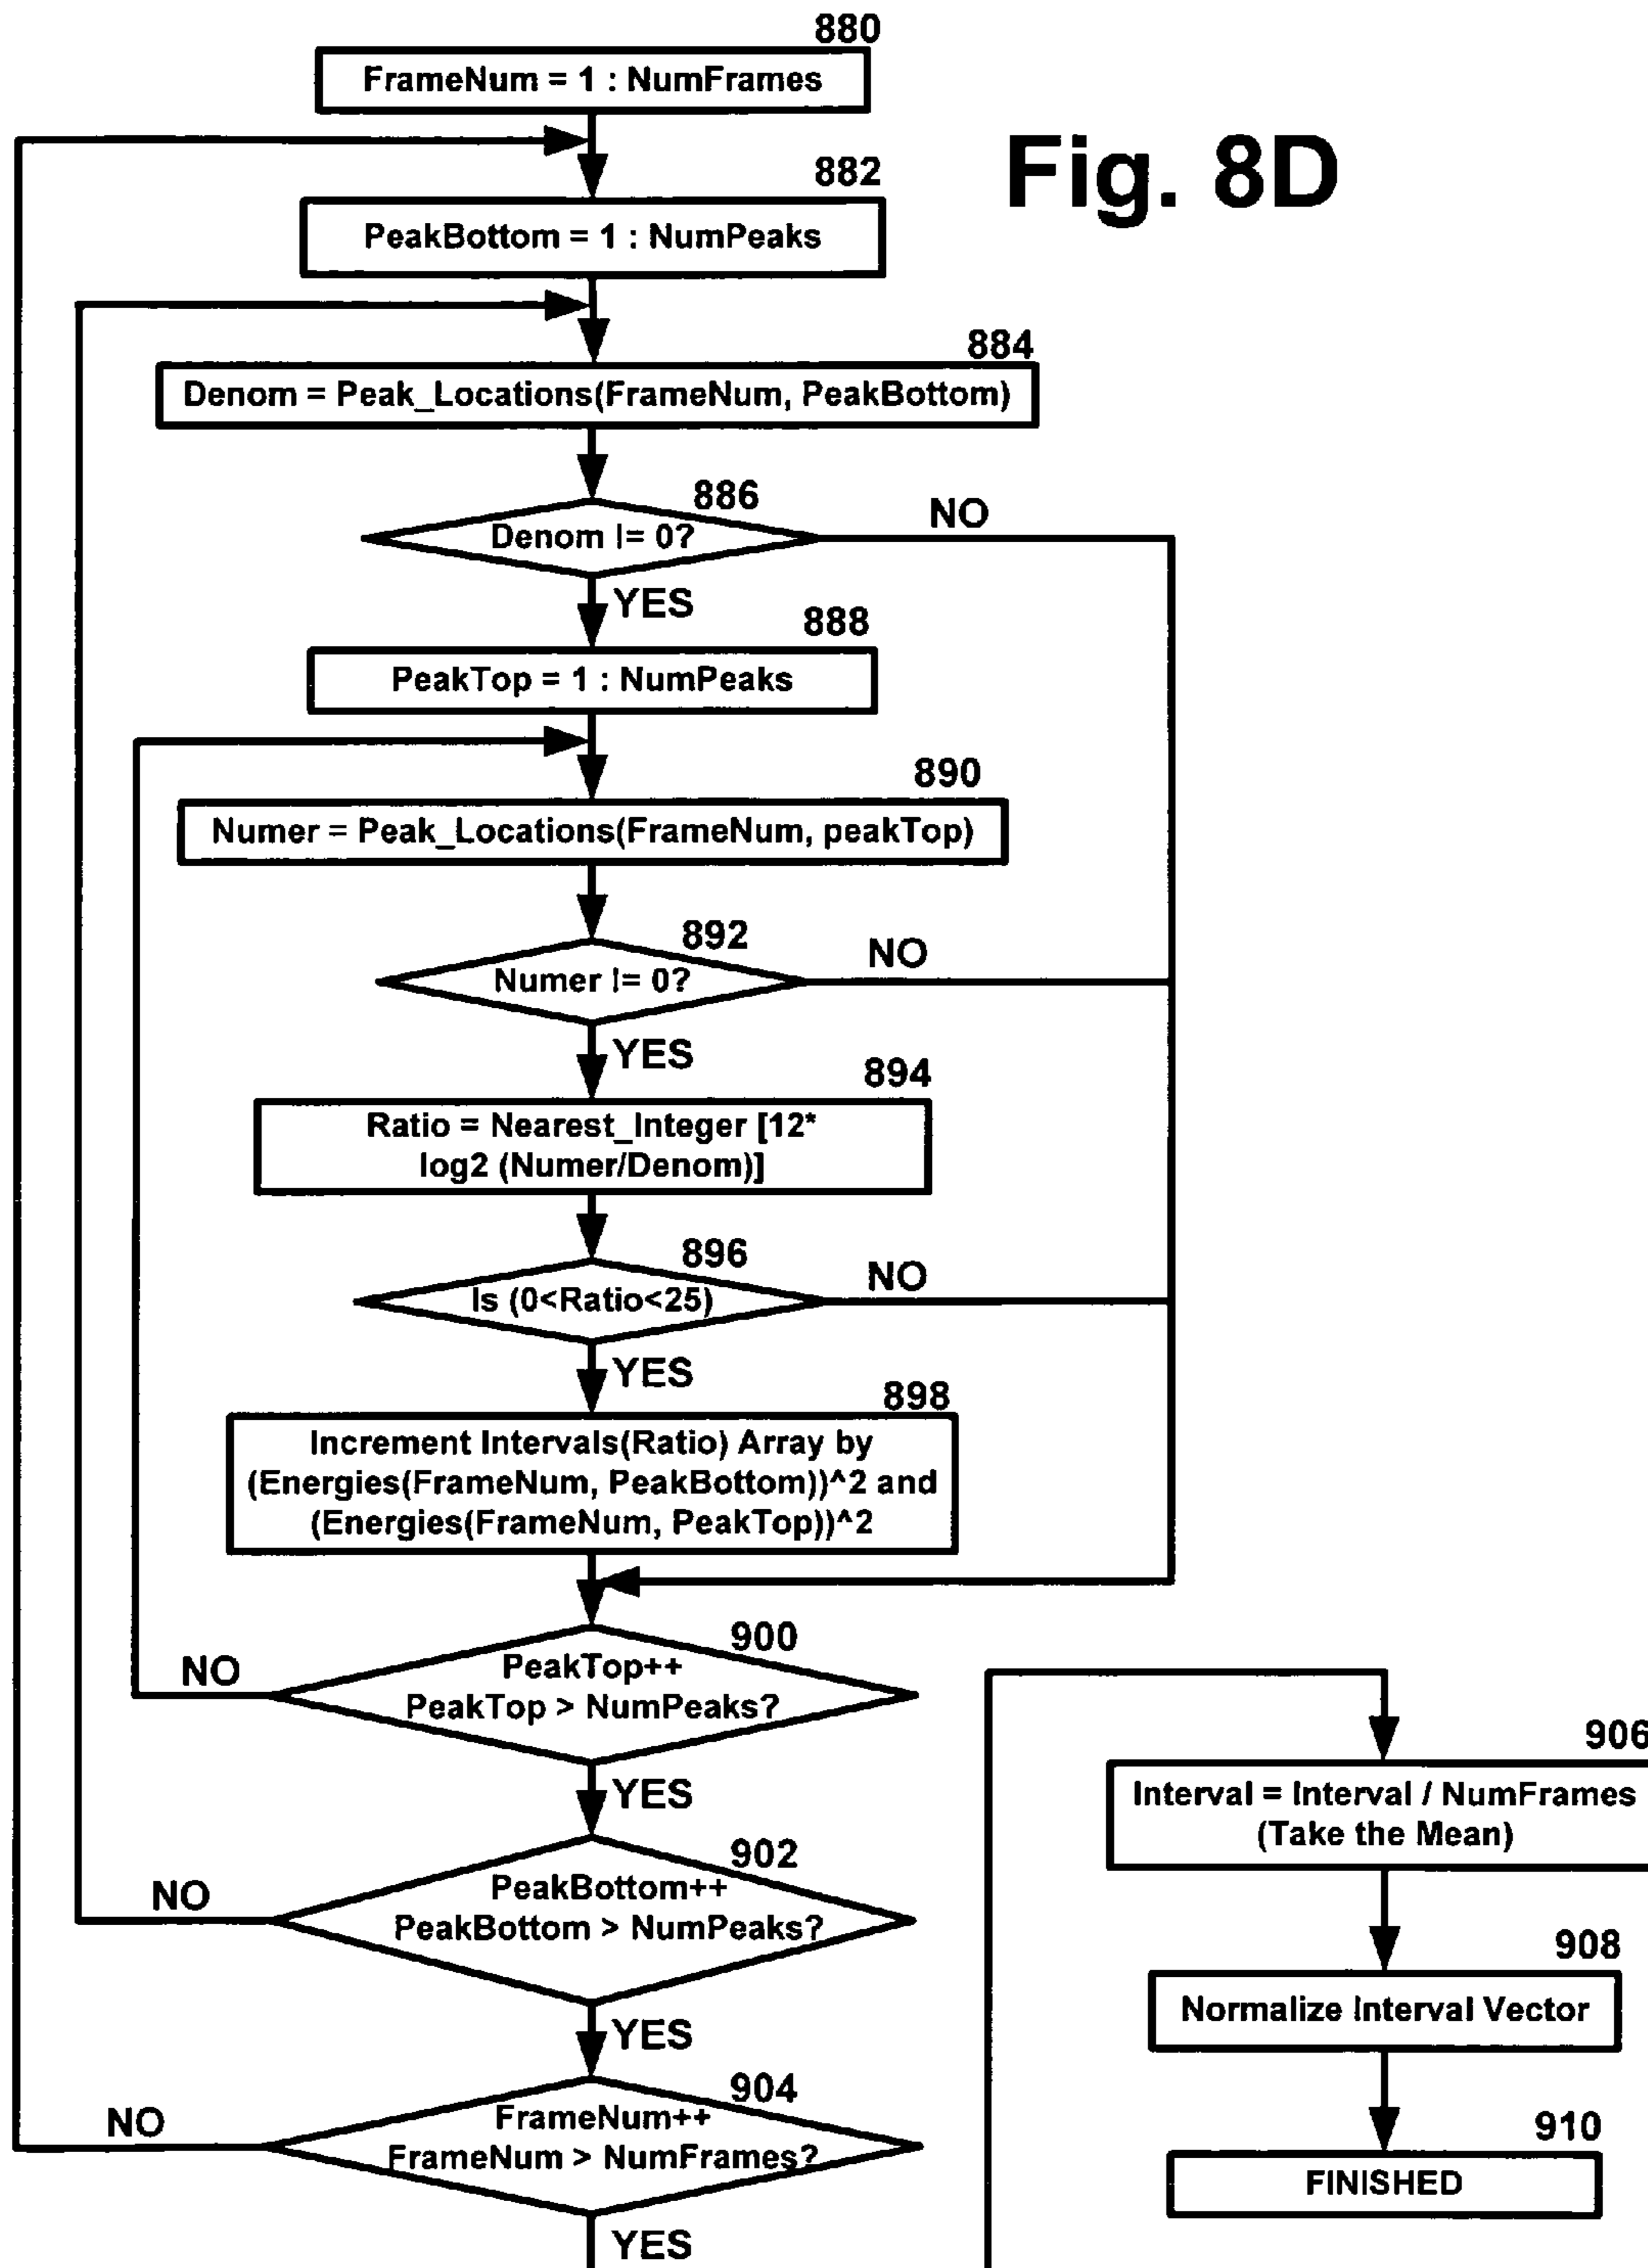 880
FrameNum = 1 : NumFrames
Fig. 8D
882
PeakBottom = 1 : NumPeaks
884
Denom = Peak_Locations(FrameNum, PeakBottom)
886
Denom != 0?
NO
YES
888
PeakTop = 1 : NumPeaks
890
Numer = Peak_Locations(FrameNum, peakTop)
892
Numer != 0?
NO
YES
894
Ratio = Nearest_Integer [12*
log2 (Numer/Denom)]
896
Is (0<Ratio<25)
NO
YES
898
Increment Intervals(Ratio) Array by
(Energies(FrameNum, PeakBottom))^2 and
(Energies(FrameNum, PeakTop))^2
900
PeakTop++
PeakTop > NumPeaks?
NO
YES
902
PeakBottom++
PeakBottom > NumPeaks?
NO
YES
904
FrameNum++
FrameNum > NumFrames?
NO
YES
906
Interval = Interval / NumFrames
(Take the Mean)
908
Normalize Interval Vector
910
FINISHED